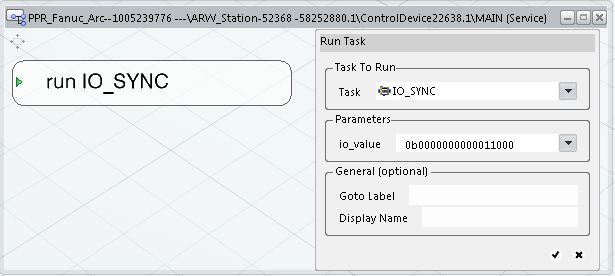 PPR_Fanuc_Arc--1005239776 ---\ARW_Station-52368 -58252880.1\ControlDevice22638.1\MAIN (Service)
run IO_SYNC
Run Task
Task To Run
Task IO_SYNC
Parameters
io_value 0b0000000000011000
General (optional)
Goto Label
Display Name